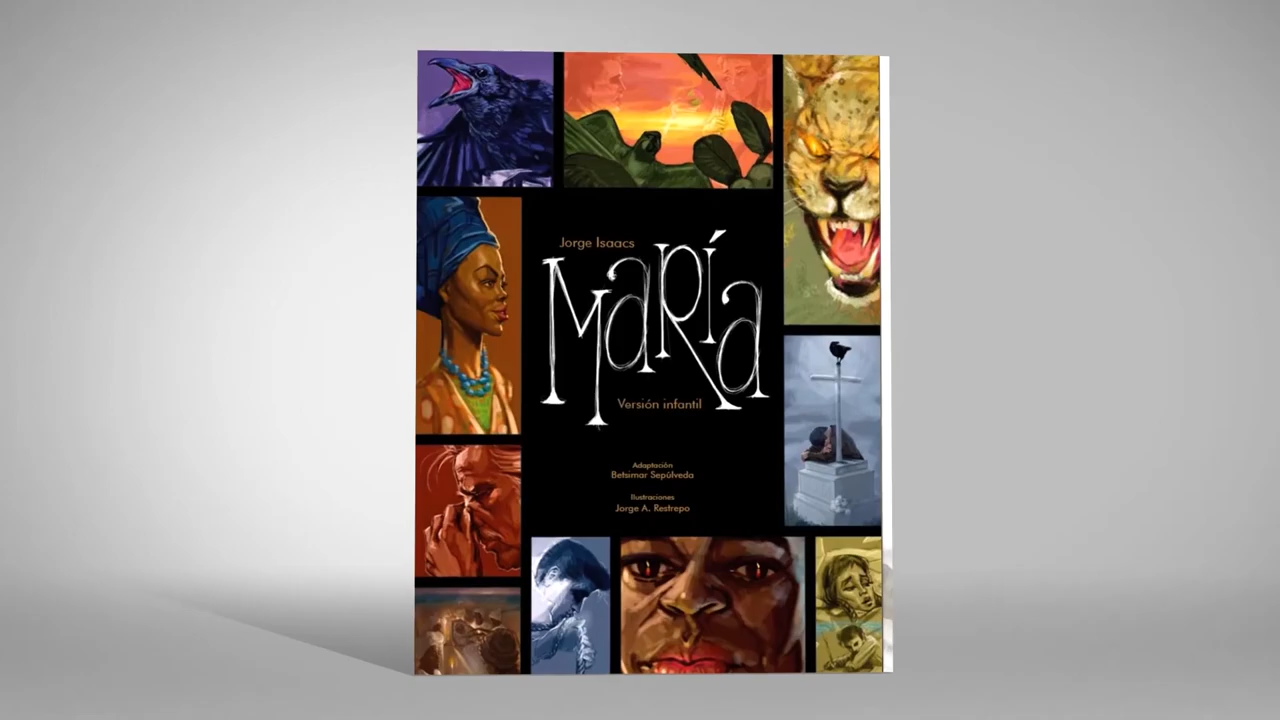 Jorge Isaacs
María
Versión infantil
Adaptación
Betsimar Sepúlveda
Ilustraciones
Jorge A. Restrepo